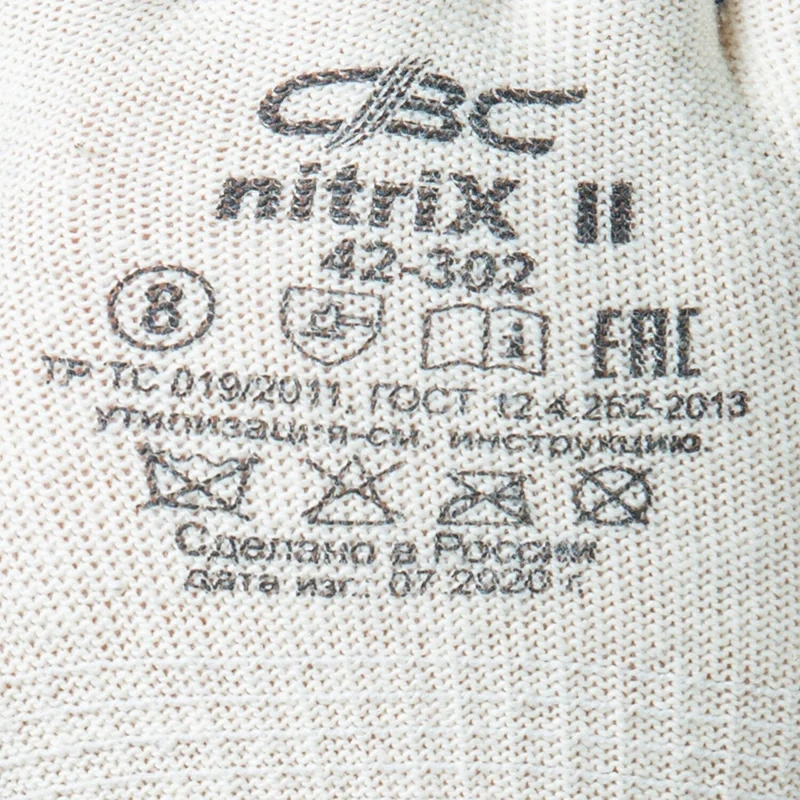 СВС
nitriX II
42-302
8 i EAC
ТР ТС 019/2011, ГОСТ 12.4.252-2013
утилизация-см. инструкцию.
Сделано в России
дата изг.: 07.2020 г.